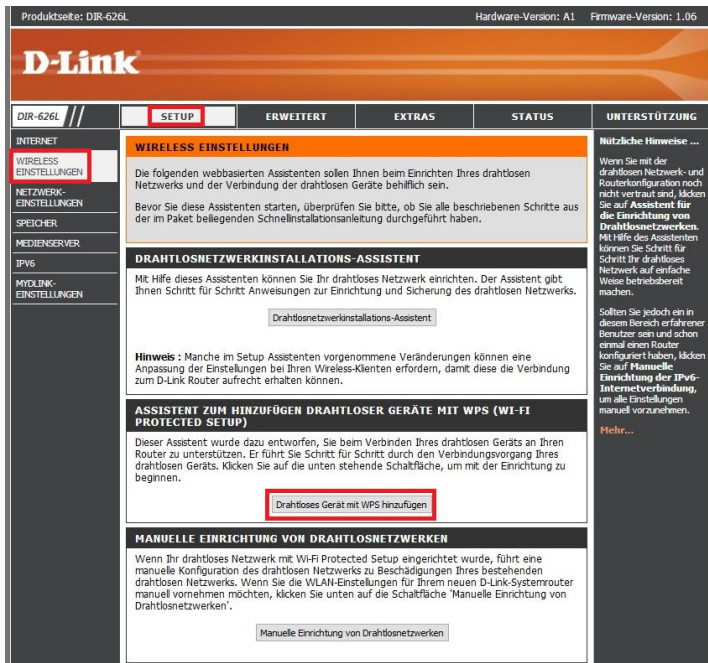 Produktseite: DIR-626L Hardware-Version: A1 Firmware-Version: 1.06
D-Link
DIR-626L SETUP ERWEITERT EXTRAS STATUS UNTERSTÜTZUNG
INTERNET
WIRELESS
EINSTELLUNGEN
NETZWERK-
EINSTELLUNGEN
SPEICHER
MEDIENSERVER
IPV6
MYDLINK-
EINSTELLUNGEN
WIRELESS EINSTELLUNGEN
Die folgenden webbasierten Assistenten sollen Ihnen beim Einrichten Ihres drahtlosen
Netzwerks und der Verbindung der drahtlosen Geräte behilflich sein.
Bevor Sie diese Assistenten starten, überprüfen Sie bitte, ob Sie alle beschriebenen Schritte aus
der im Paket beiliegenden Schnellinstallationsanleitung durchgeführt haben.
DRAHTLOSNETZWERKINSTALLATIONS-ASSISTENT
Mit Hilfe dieses Assistenten können Sie Ihr drahtloses Netzwerk einrichten. Der Assistent gibt
Ihnen Schritt für Schritt Anweisungen zur Einrichtung und Sicherung des drahtlosen Netzwerks.
Drahtlosnetzwerkinstallations-Assistent
Hinweis : Manche im Setup Assistenten vorgenommene Veränderungen können eine
Anpassung der Einstellungen bei Ihren Wireless-Klienten erfordern, damit diese die Verbindung
zum D-Link Router aufrecht erhalten können.
ASSISTENT ZUM HINZUFÜGEN DRAHTLOSER GERÄTE MIT WPS (WI-FI
PROTECTED SETUP)
Dieser Assistent wurde dazu entworfen, Sie beim Verbinden Ihres drahtlosen Geräts an Ihren
Router zu unterstützen. Er führt Sie Schritt für Schritt durch den Verbindungsvorgang Ihres
drahtlosen Geräts. Klicken Sie auf die unten stehende Schaltfläche, um mit der Einrichtung zu
beginnen.
Drahtloses Gerät mit WPS hinzufügen
MANUELLE EINRICHTUNG VON DRAHTLOSNETZWERKEN
Wenn Ihr drahtloses Netzwerk mit Wi-Fi Protected Setup eingerichtet wurde, führt eine
manuelle Konfiguration des drahtlosen Netzwerks zu Beschädigungen Ihres bestehenden
drahtlosen Netzwerks. Wenn Sie die WLAN-Einstellungen für Ihrem neuen D-Link-Systemrouter
manuell vornehmen möchten, klicken Sie unten auf die Schaltfläche 'Manuelle Einrichtung von
Drahtlosnetzwerken'.
Manuelle Einrichtung von Drahtlosnetzwerken
Nützliche Hinweise ...
Wenn Sie mit der
drahtlosen Netzwerk- und
Routerkonfiguration noch
nicht vertraut sind, klicken
Sie auf Assistent für
die Einrichtung von
Drahtlosnetzwerken.
Mit Hilfe des Assistenten
können Sie Schritt für
Schritt Ihr drahtloses
Netzwerk auf einfache
Weise betriebsbereit
machen.
Sollten Sie jedoch ein in
diesem Bereich erfahrener
Benutzer sein und schon
einmal einen Router
konfiguriert haben, klicken
Sie auf Manuelle
Einrichtung der IPv6-
Internetverbindung,
um alle Einstellungen
manuell vorzunehmen.
Mehr...